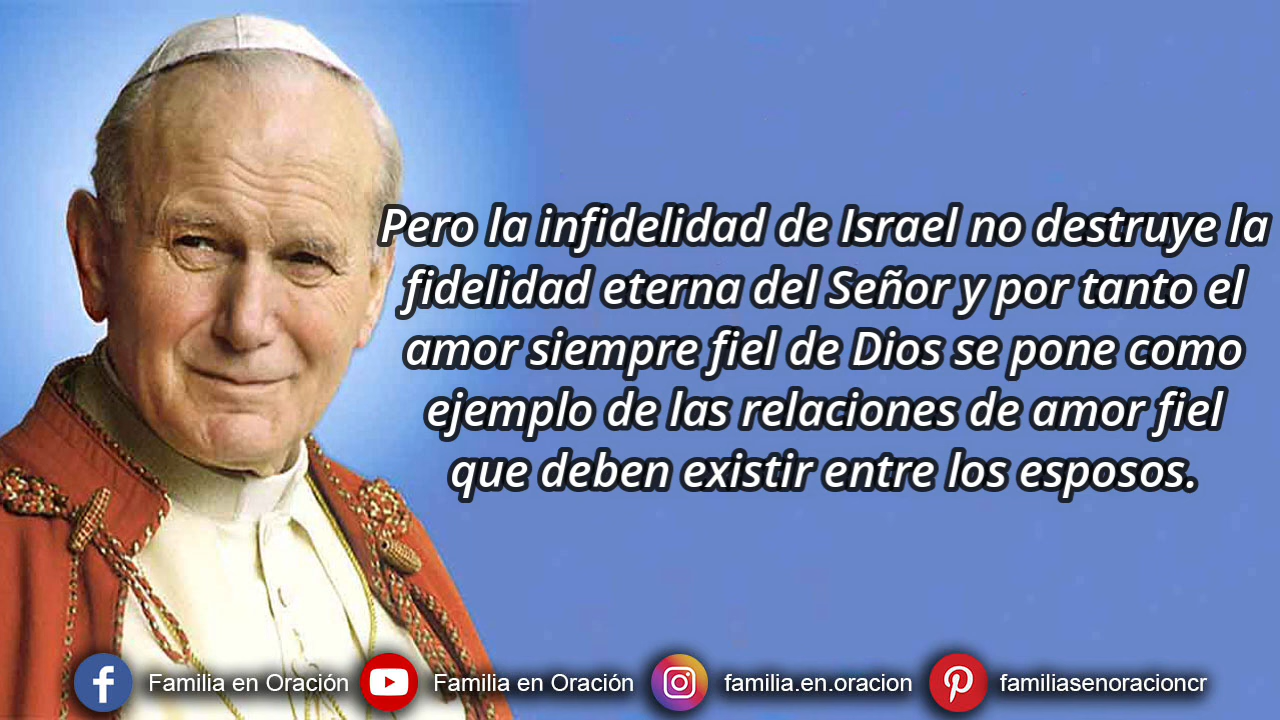 Pero la infidelidad de Israel no destruye la
fidelidad eterna del Señor y por tanto el
amor siempre fiel de Dios se pone como
ejemplo de las relaciones de amor fiel
que deben existir entre los esposos.
Familia en Oración Familia en Oración familia.en.oracion familiasenoracioncr